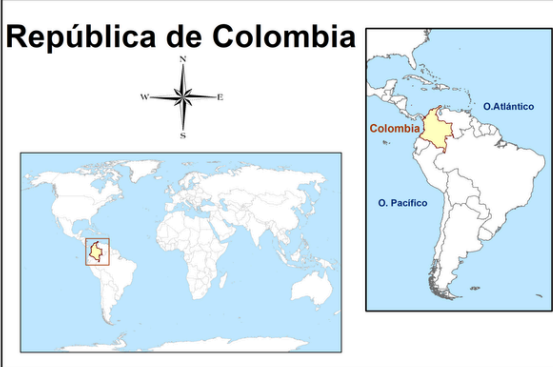 República de Colombia
N
W
E
S
O.Atlántico
Colombia
O. Pacífico